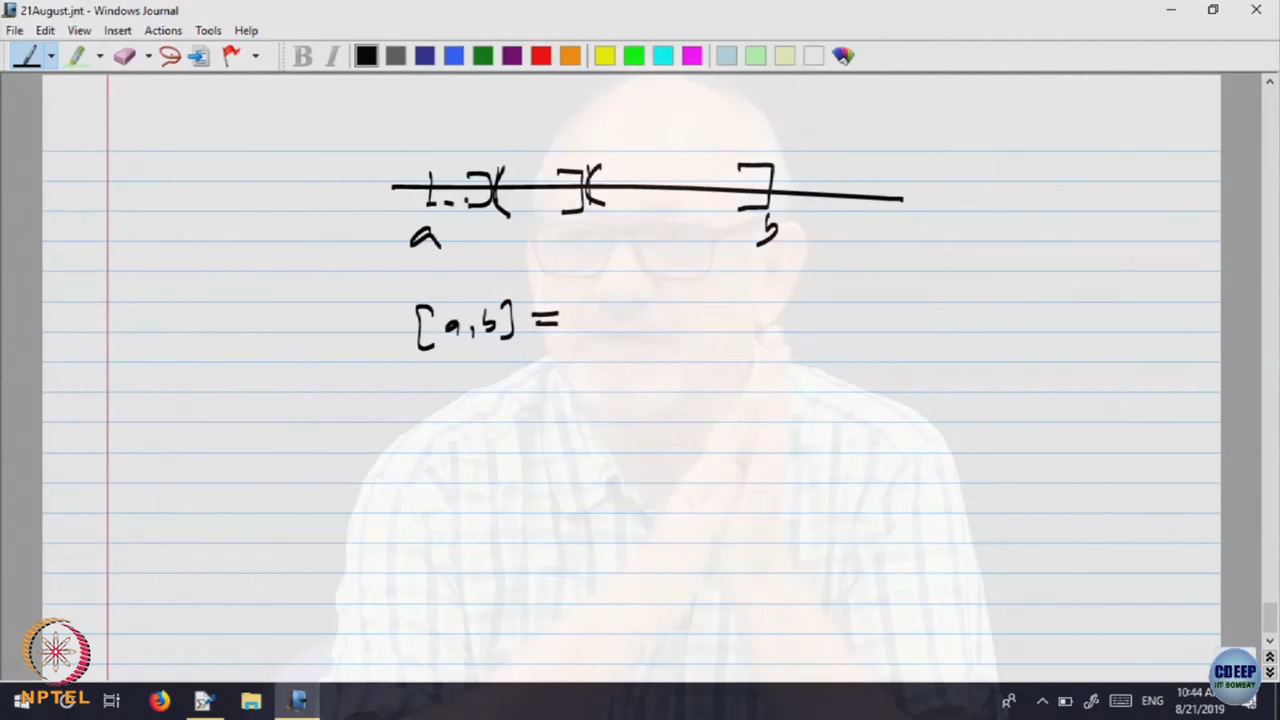 21August.jnt - Windows Journal
File Edit View Insert Actions Tools Help
B I
a b
[a,b] =
NPTEL
CDEEP
IIT BOMBAY
ENG
10:44 A
8/21/2019